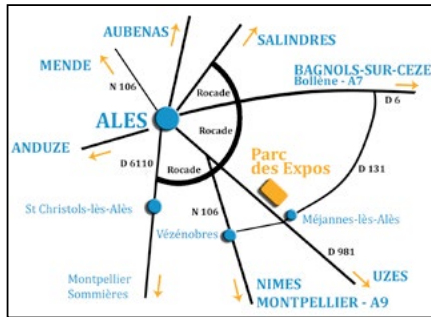 AUBENAS
SALINDRES
MENDE
N 106
BAGNOLS-SUR-CEZE
Bollène - A7
Rocade
D 6
ALES
Rocade
ANDUZE
D 6110
Rocade
Parc
des Expos
D 131
St Christols-lès-Alès
N 106
Vézénobres
Méjannes-lès-Alès
D 981
Montpellier
Sommières
NIMES
MONTPELLIER - A9
UZES